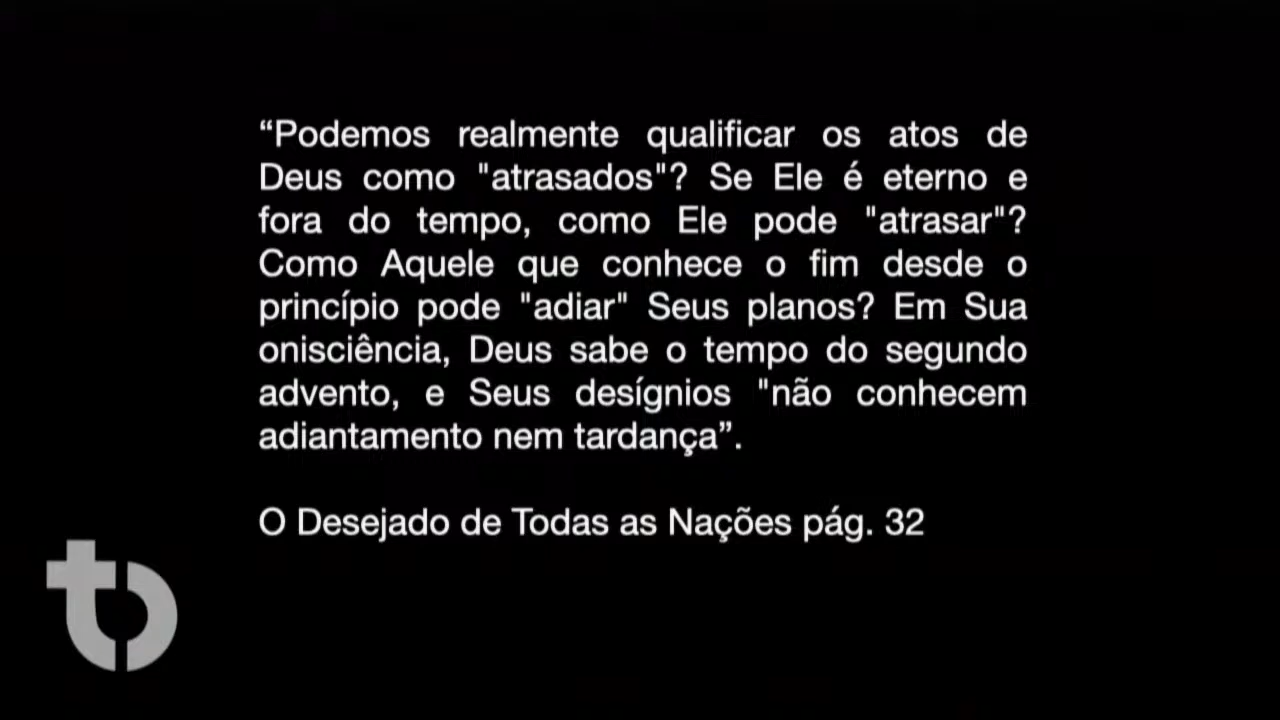 “Podemos realmente qualificar os atos de
Deus como "atrasados"? Se Ele é eterno e
fora do tempo, como Ele pode "atrasar"?
Como Aquele que conhece o fim desde o
princípio pode "adiar" Seus planos? Em Sua
onisciência, Deus sabe o tempo do segundo
advento, e Seus desígnios "não conhecem
adiantamento nem tardança”.
O Desejado de Todas as Nações pág. 32